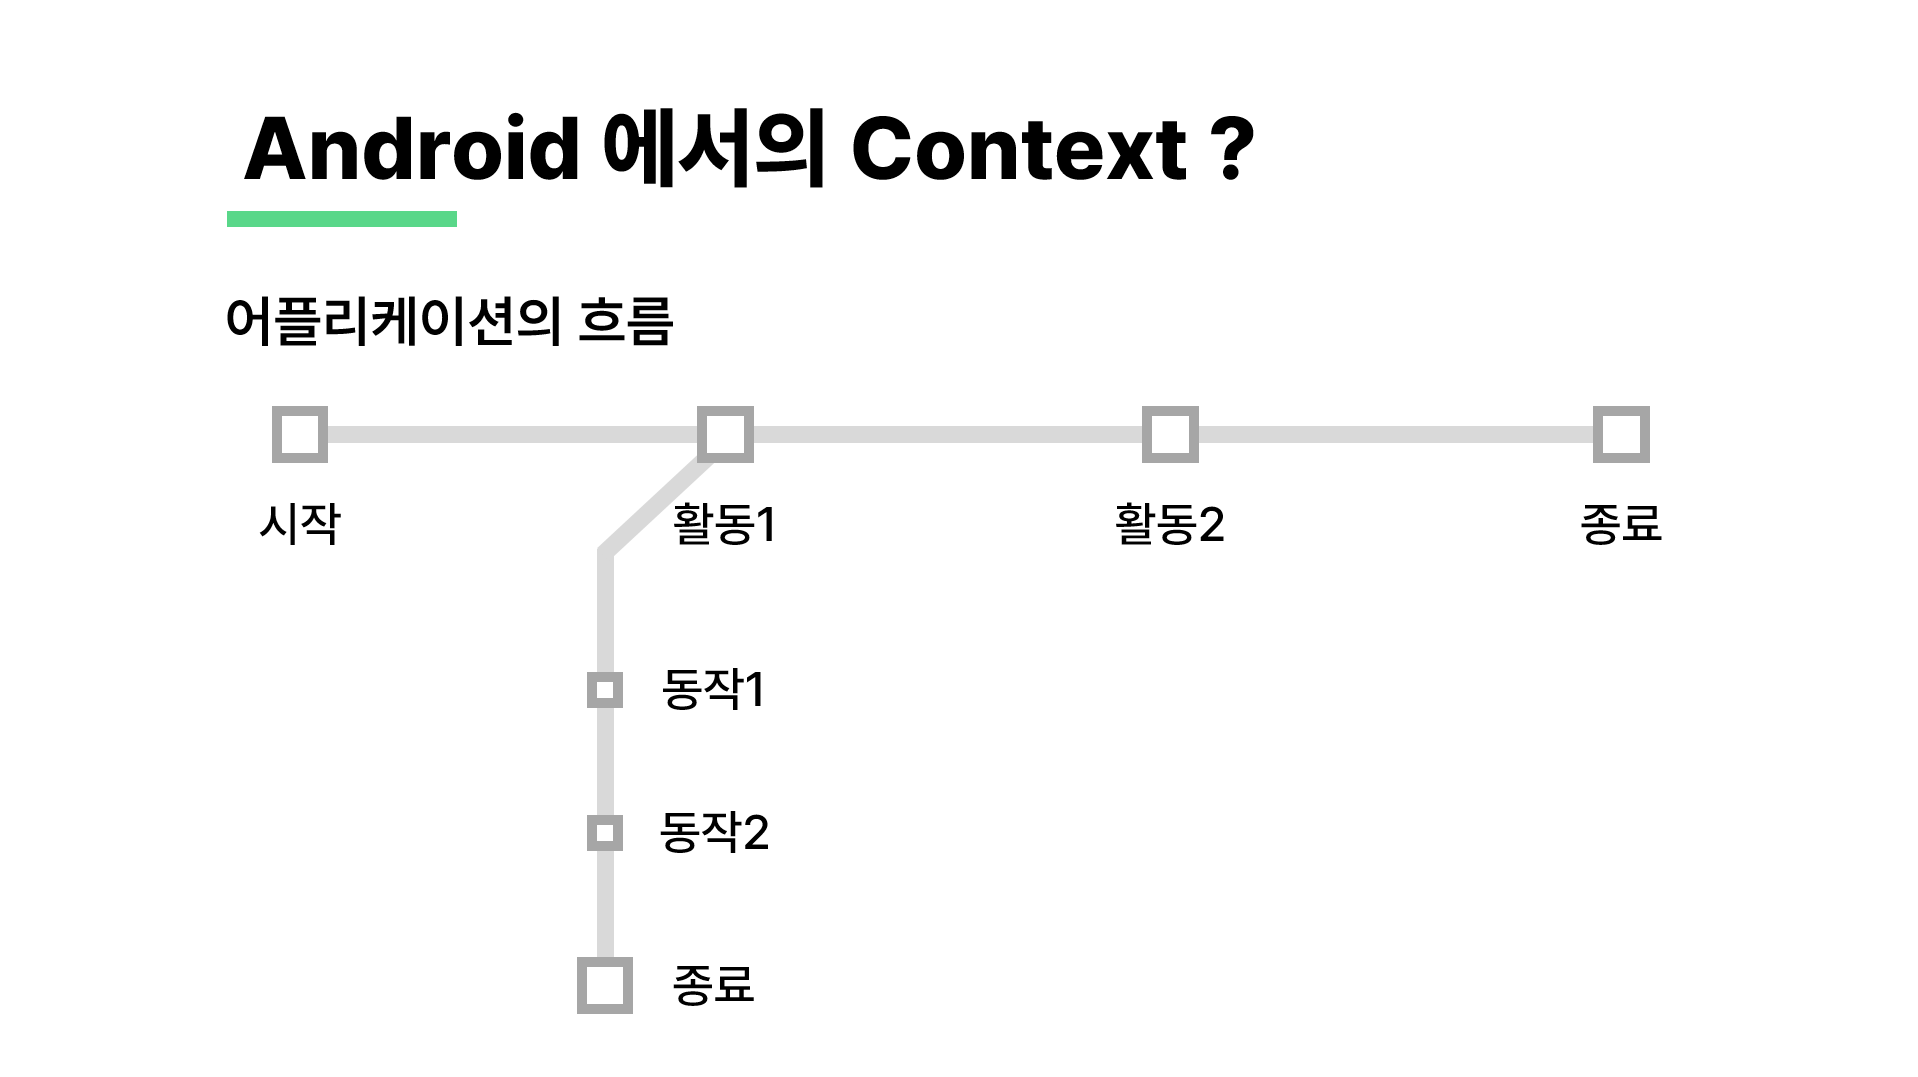 Android 에서의 Context ?
어플리케이션의 흐름
시작
활동1
활동2
종료
동작1
동작2
종료